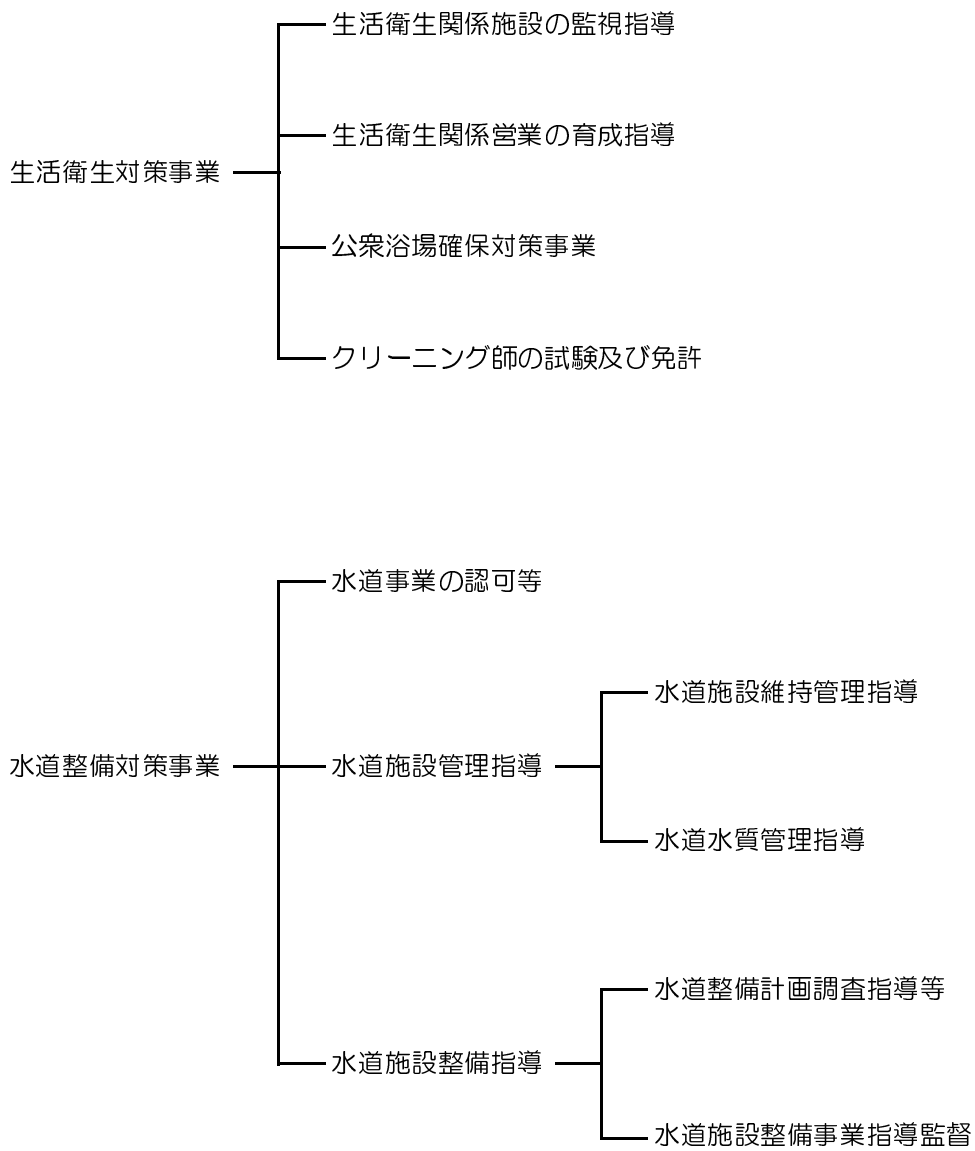 生活衛生対策事業
生活衛生関係施設の監視指導
生活衛生関係営業の育成指導
公衆浴場確保対策事業
クリーニング師の試験及び免許
水道整備対策事業
水道事業の認可等
水道施設管理指導
水道施設維持管理指導
水道水質管理指導
水道施設整備指導
水道整備計画調査指導等
水道施設整備事業指導監督